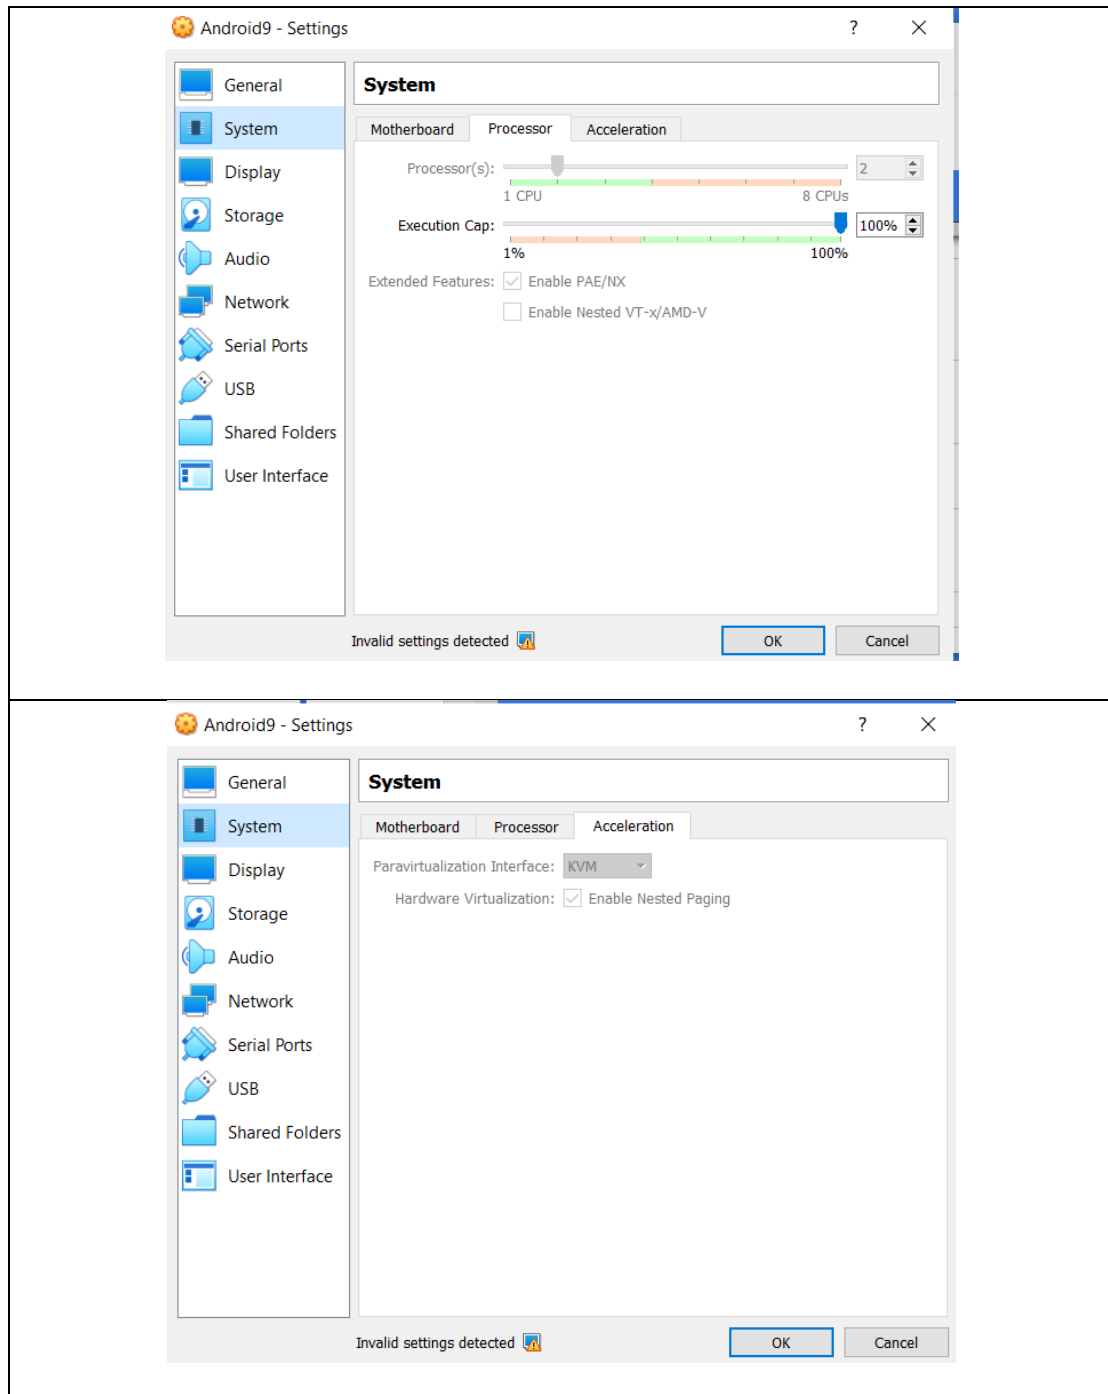 Android9 - Settings ?
General
System
Display
Storage
Audio
Network
Serial Ports
USB
Shared Folders
User Interface
System
Motherboard Processor Acceleration
Processor(s): 2
1 CPU 8 CPUs
Execution Cap: 100%
1% 100%
Extended Features: Enable PAE/NX
Enable Nested VT-x/AMD-V
Invalid settings detected OK Cancel
Android9 - Settings ?
General
System
Display
Storage
Audio
Network
Serial Ports
USB
Shared Folders
User Interface
System
Motherboard Processor Acceleration
Paravirtualization Interface: KVM
Hardware Virtualization: Enable Nested Paging
Invalid settings detected OK Cancel